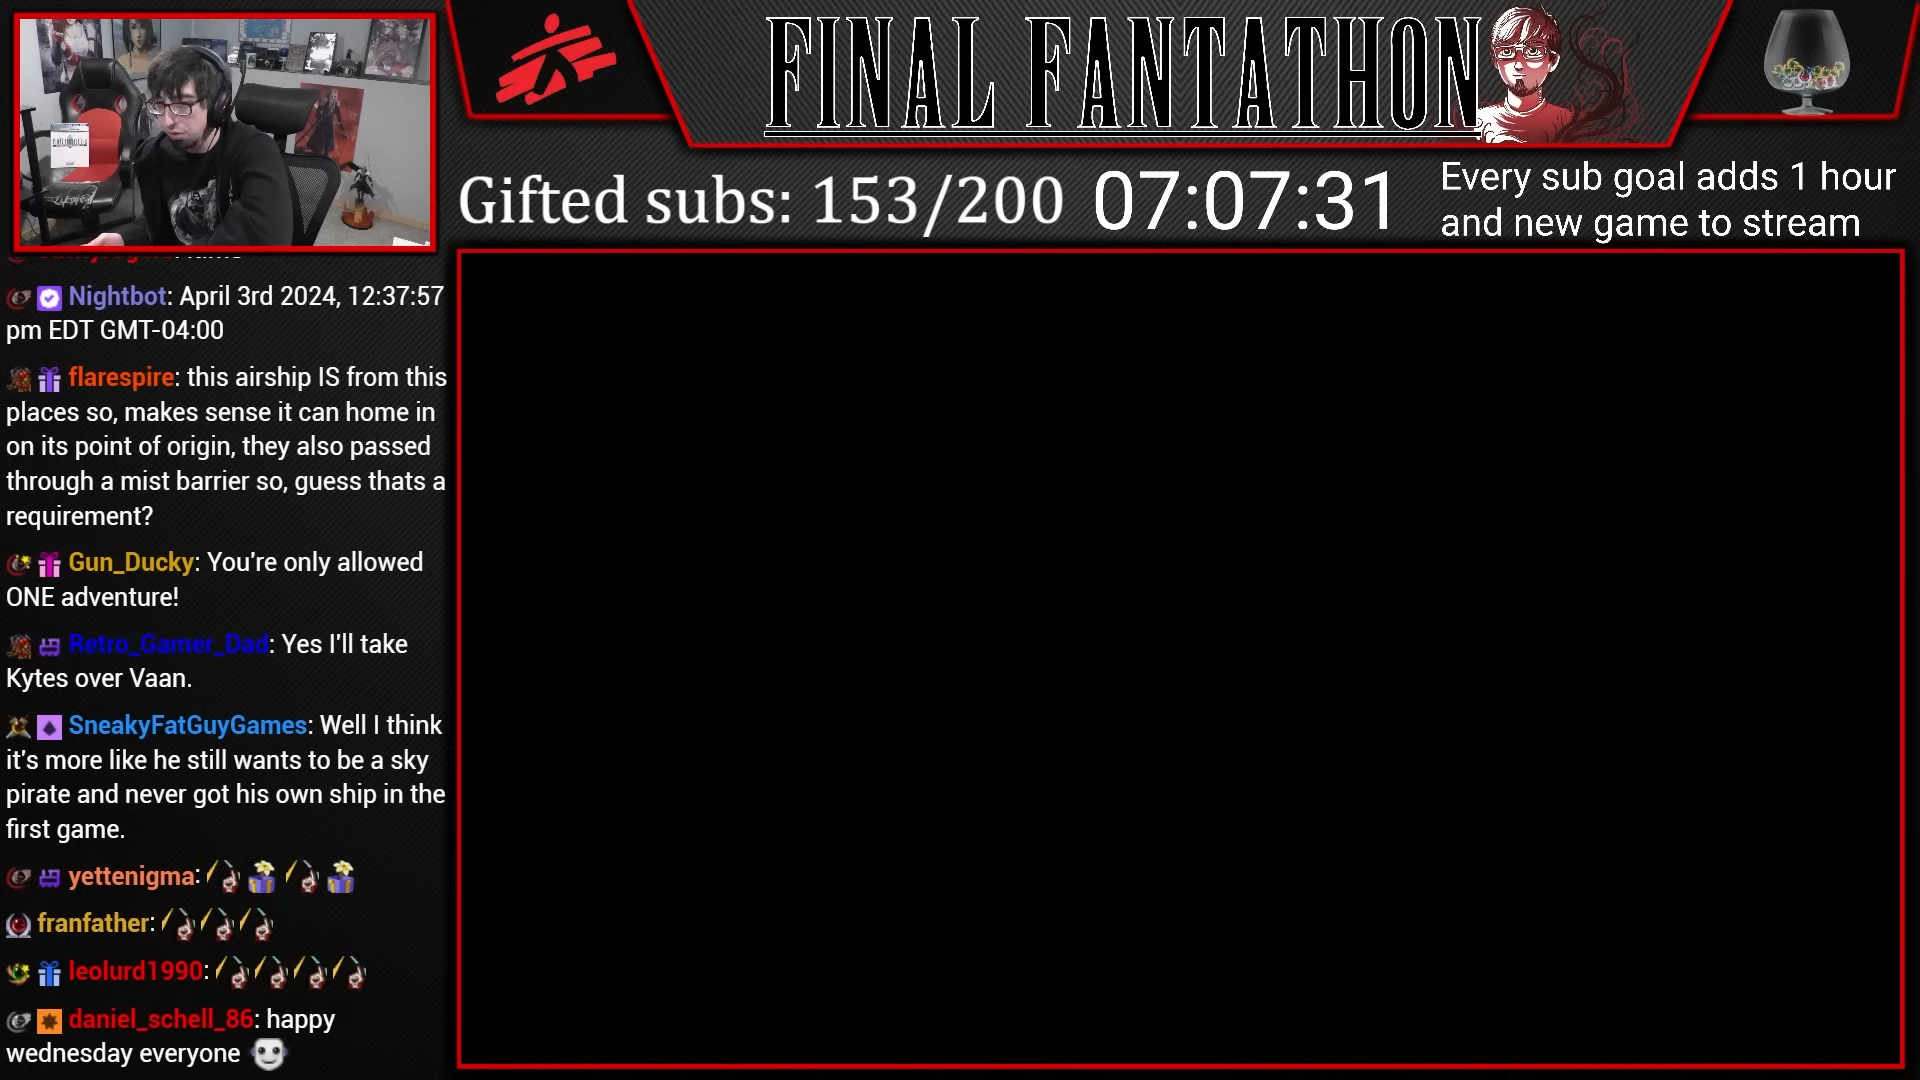 FINAL FANTATHON
Gifted subs: 153/200
07:07:31
Every sub goal adds 1 hour
and new game to stream
Nightbot: April 3rd 2024, 12:37:57
pm EDT GMT-04:00
flarespire: this airship IS from this
places so, makes sense it can home in
on its point of origin, they also passed
through a mist barrier so, guess thats a
requirement?
Gun_Ducky: You're only allowed
ONE adventure!
Retro_Gamer_Dad: Yes I'll take
Kytes over Vaan.
SneakyFatGuyGames: Well I think
it's more like he still wants to be a sky
pirate and never got his own ship in the
first game.
yettenigma:
franfather:
leolurd1990:
daniel_schell_86: happy
wednesday everyone